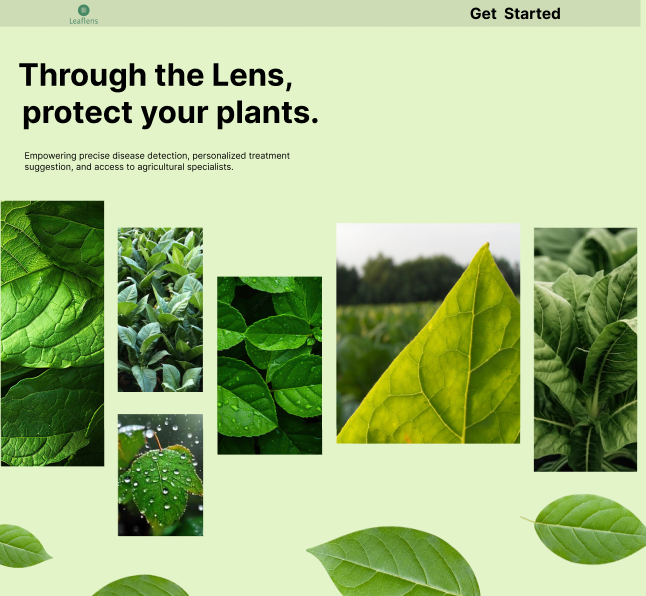 Leaflens
Get Started
Through the Lens,
protect your plants.
Empowering precise disease detection, personalized treatment
suggestion, and access to agricultural specialists.